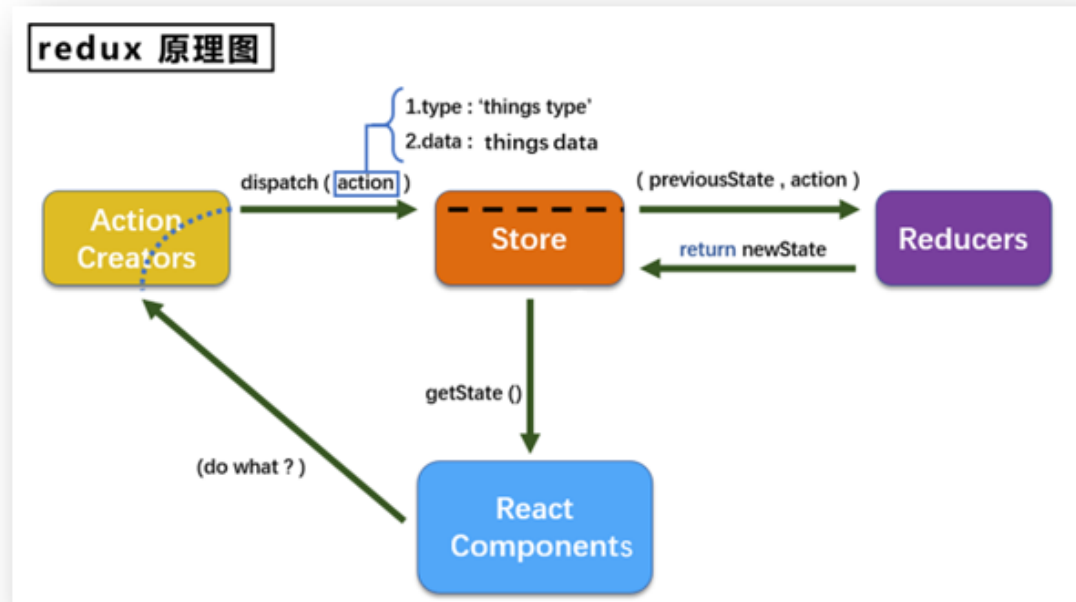 redux 原理图
1.type : ‘things type’
2.data : things data
dispatch ( action )
( previousState , action )
Action
Creators
Store
Reducers
return newState
getState ()
(do what ? )
React
Components